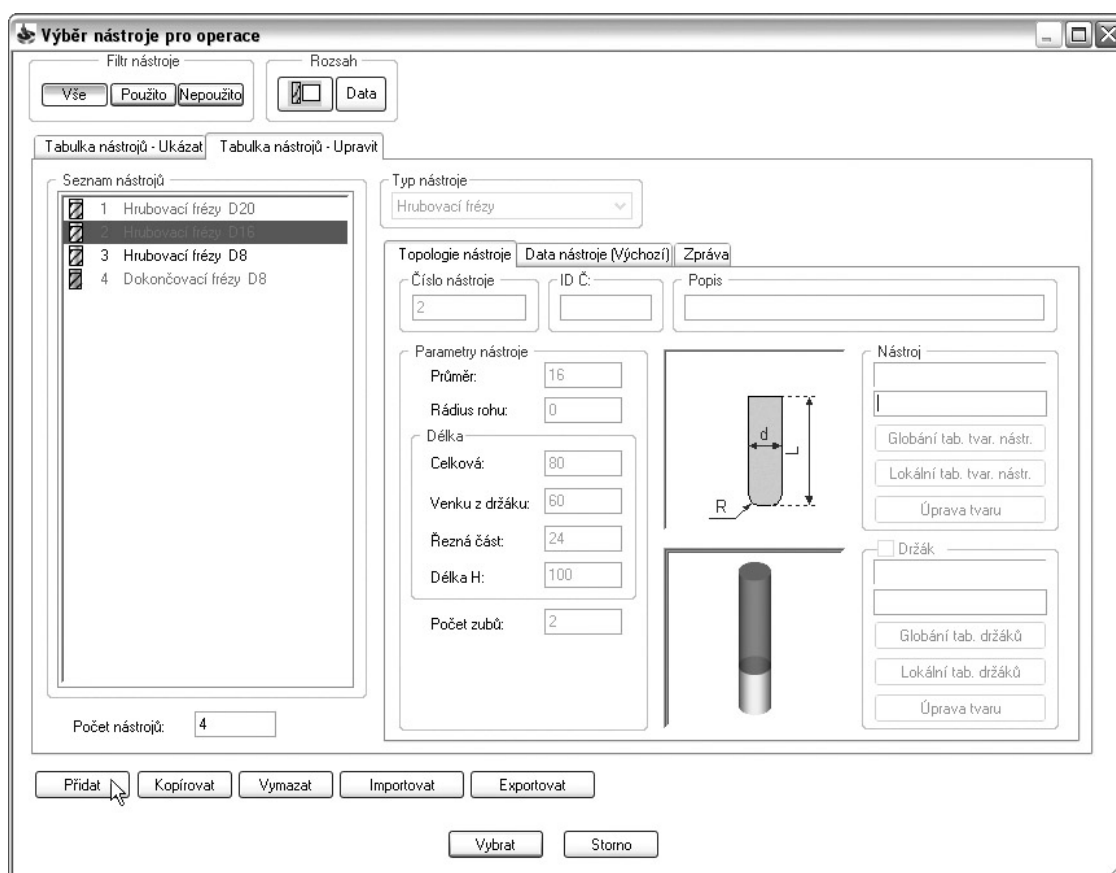 Výběr nástroje pro operace
Filtr nástroje
Rozsah
Vše Použito Nepoužito Data
Tabulka nástrojů - Ukázat Tabulka nástrojů - Upravit
Seznam nástrojů
1 Hrubovací frézy D20
2 Hrubovací frézy D16
3 Hrubovací frézy D8
4 Dokončovací frézy D8
Počet nástrojů: 4
Typ nástroje
Hrubovací frézy
Topologie nástroje Data nástroje (Výchozí) Zpráva
Číslo nástroje
2
ID Č:
Popis
Parametry nástroje
Průměr: 16
Rádius rohu: 0
Délka
Celková: 80
Venku z držáku: 60
Řezná část: 24
Délka H: 100
Počet zubů: 2
d
L
R
Nástroj
Globání tab. tvar. nástr.
Lokální tab. tvar. nástr.
Úprava tvaru
Držák
Globání tab. držáků
Lokální tab. držáků
Úprava tvaru
Přidat Kopírovat Vymazat Importovat Exportovat
Vybrat Storno